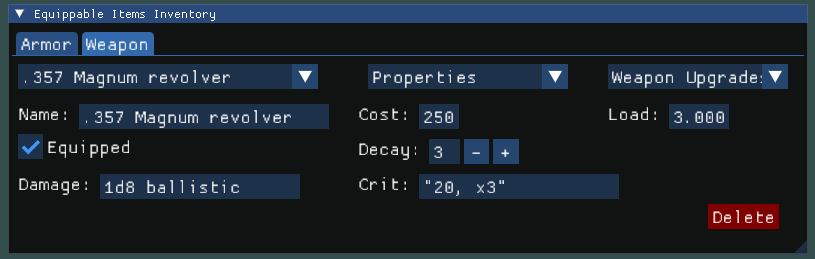 Equippable Items Inventory
Armor Weapon
.357 Magnum revolver Properties Weapon Upgrade
Name: .357 Magnum revolver Cost: 250 Load: 3.000
Equipped Decay: 3 - +
Damage: 1d8 ballistic Crit: "20, x3"
Delete